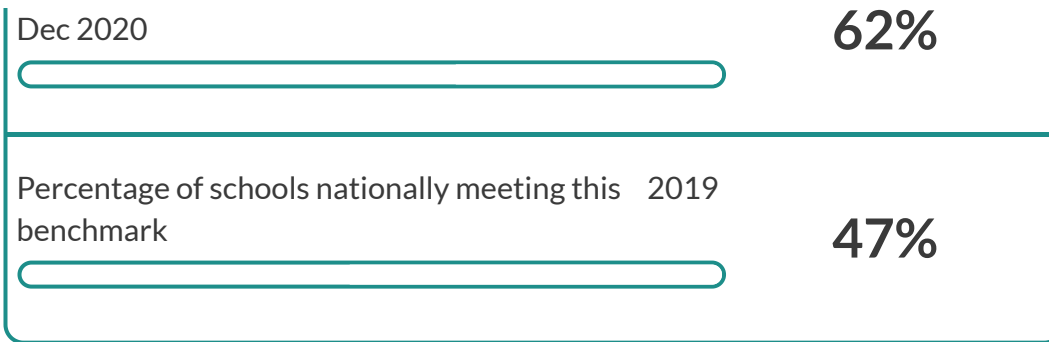 Dec 2020
62%
Percentage of schools nationally meeting this 2019
benchmark
47%